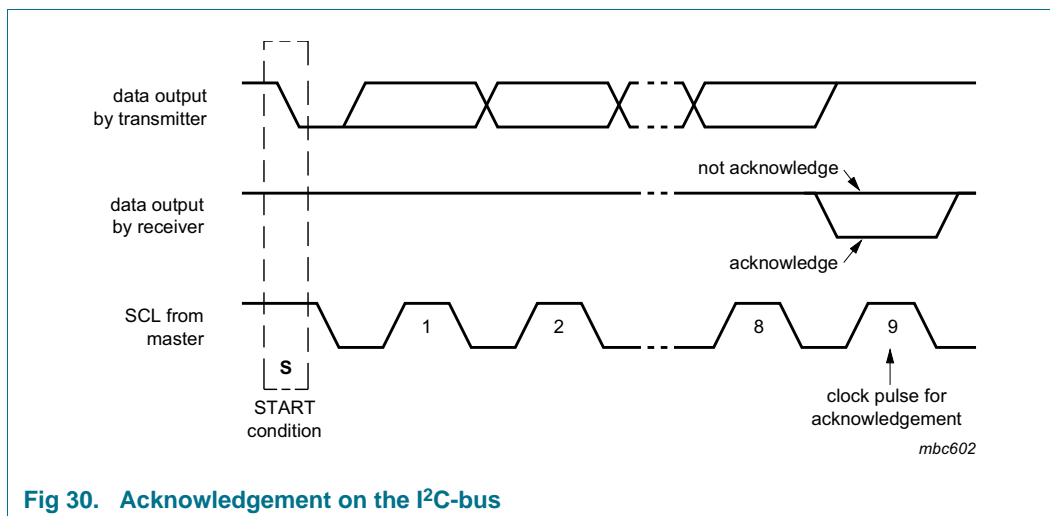 data output
by transmitter
not acknowledge
data output
by receiver
acknowledge
SCL from
master
1
2
8
9
S
START
condition
clock pulse for
acknowledgement
mbc602
Fig 30. Acknowledgement on the I²C-bus